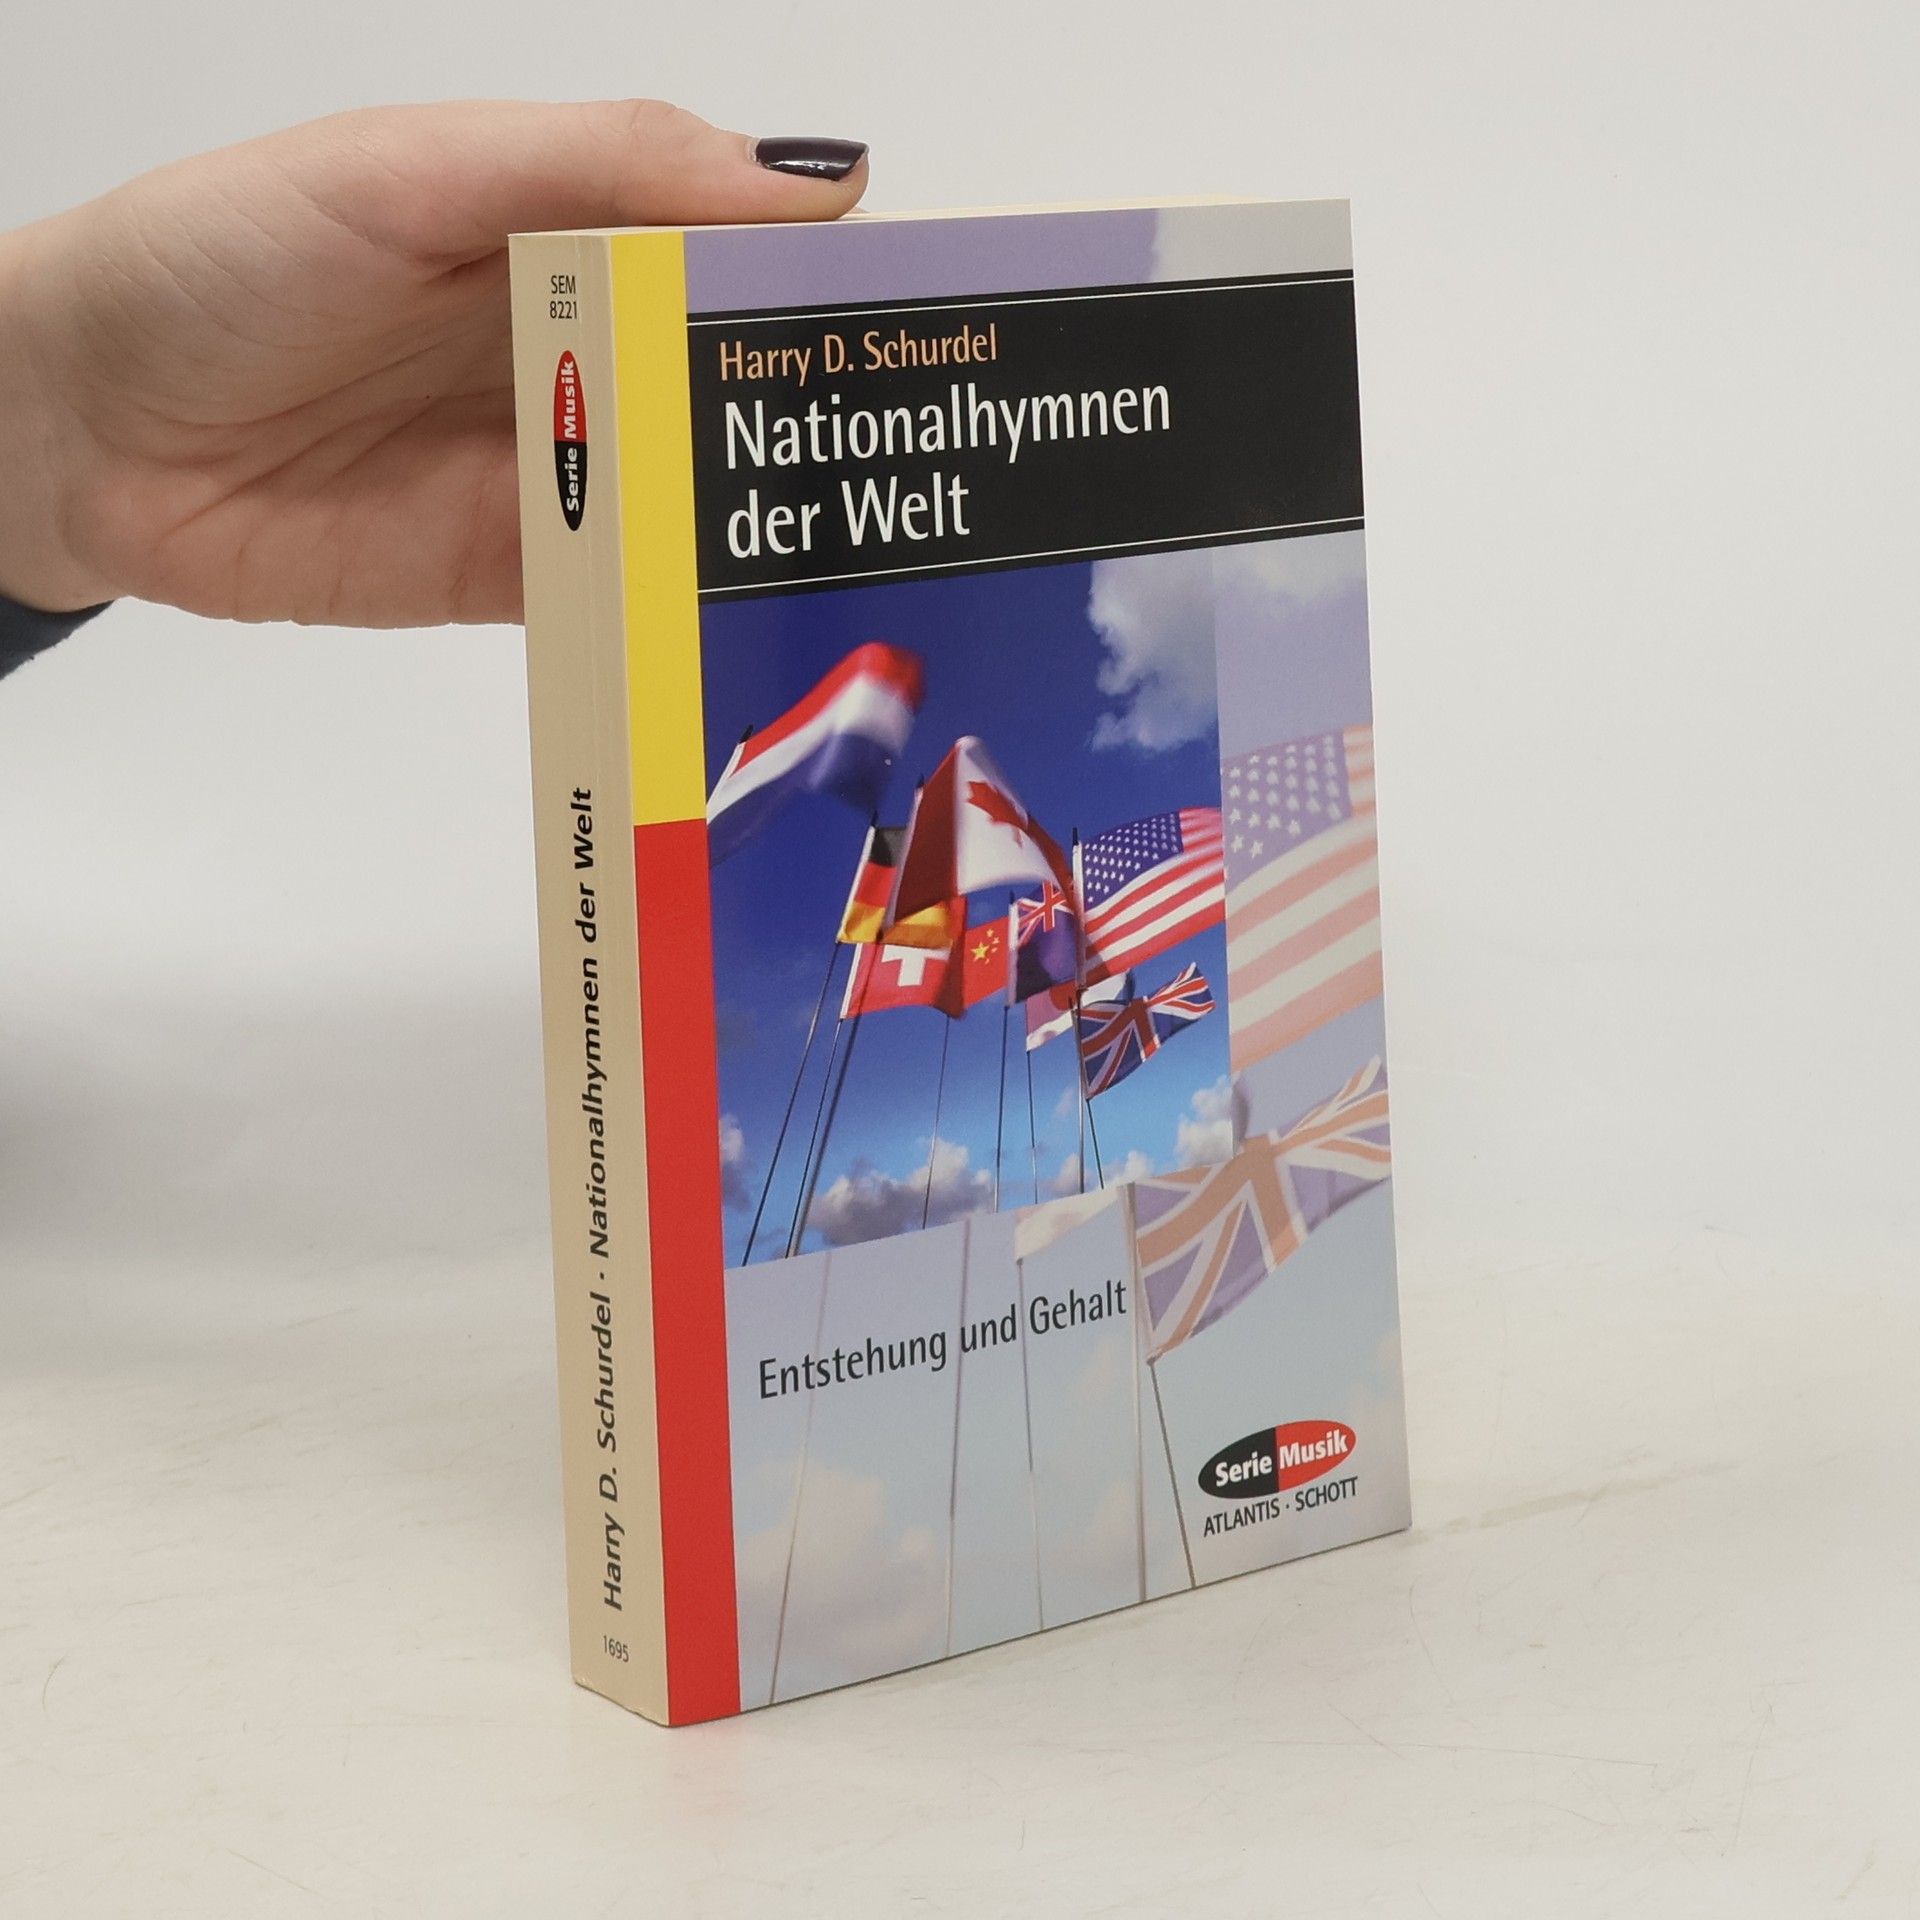 SEM
8221
Serie Musik
Harry D. Schurdel · Nationalhymnen der Welt
1695
Harry D. Schurdel
Nationalhymnen
der Welt
Entstehung und Gehalt
Serie Musik
ATLANTIS · SCHOTT